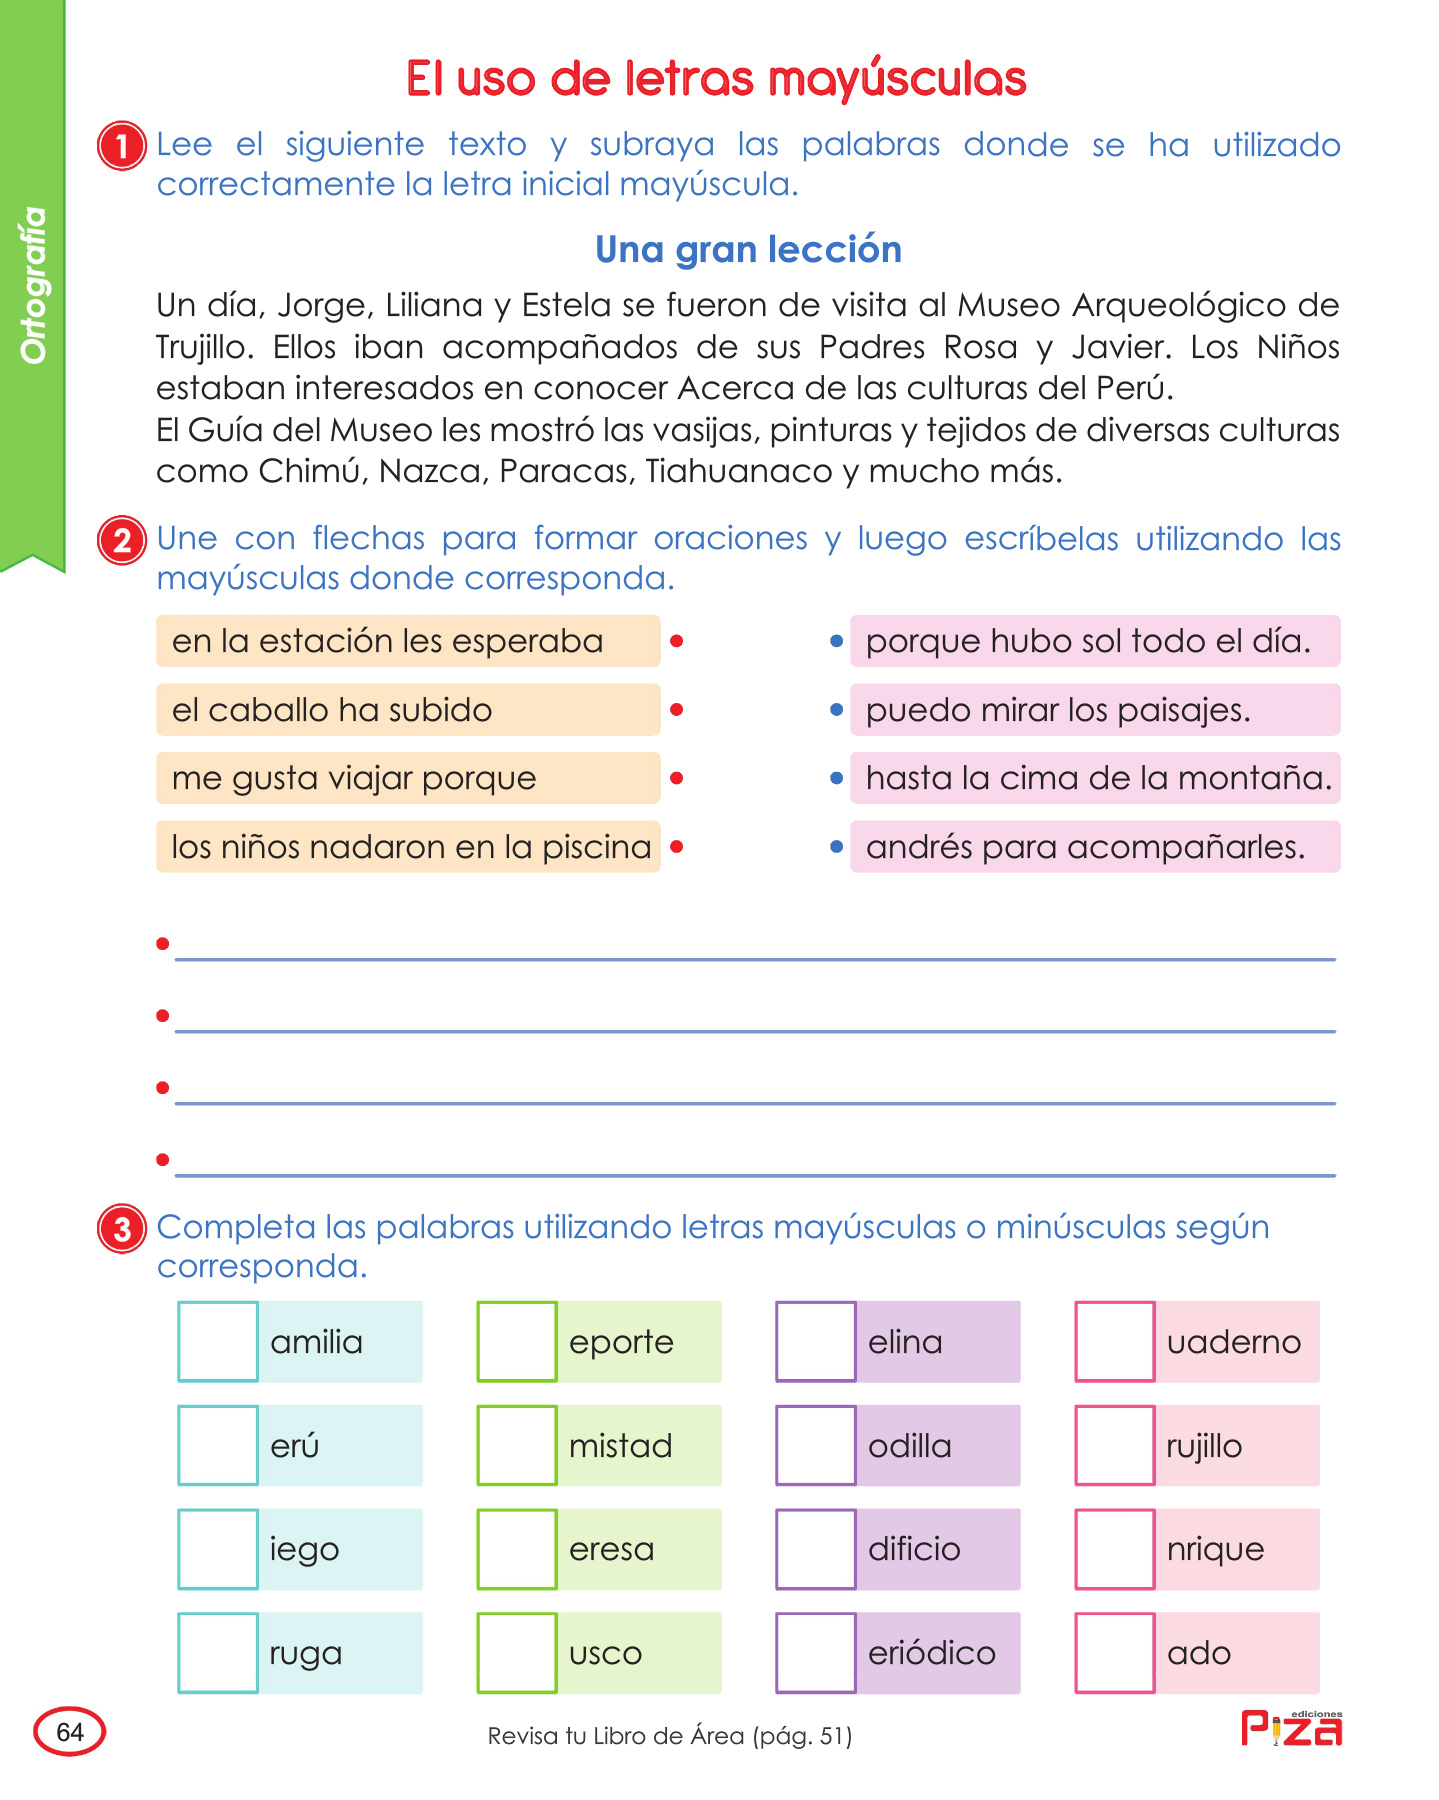 Ortografía
El uso de letras mayúsculas
1 Lee el siguiente texto y subraya las palabras donde se ha utilizado
correctamente la letra inicial mayúscula.
Una gran lección
Un día, Jorge, Liliana y Estela se fueron de visita al Museo Arqueológico de
Trujillo. Ellos iban acompañados de sus Padres Rosa y Javier. Los Niños
estaban interesados en conocer Acerca de las culturas del Perú.
El Guía del Museo les mostró las vasijas, pinturas y tejidos de diversas culturas
como Chimú, Nazca, Paracas, Tiahuanaco y mucho más.
2 Une con flechas para formar oraciones y luego escríbelas utilizando las
mayúsculas donde corresponda.
en la estación les esperaba • • porque hubo sol todo el día.
el caballo ha subido • • puedo mirar los paisajes.
me gusta viajar porque • • hasta la cima de la montaña.
los niños nadaron en la piscina • • andrés para acompañarles.
3 Completa las palabras utilizando letras mayúsculas o minúsculas según
corresponda.
amilia eporte elina uaderno
erú mistad odilla rujillo
iego eresa dificio nrique
ruga usco eriódico ado
64
Revisa tu Libro de Área (pág. 51)
ediciones
Piza